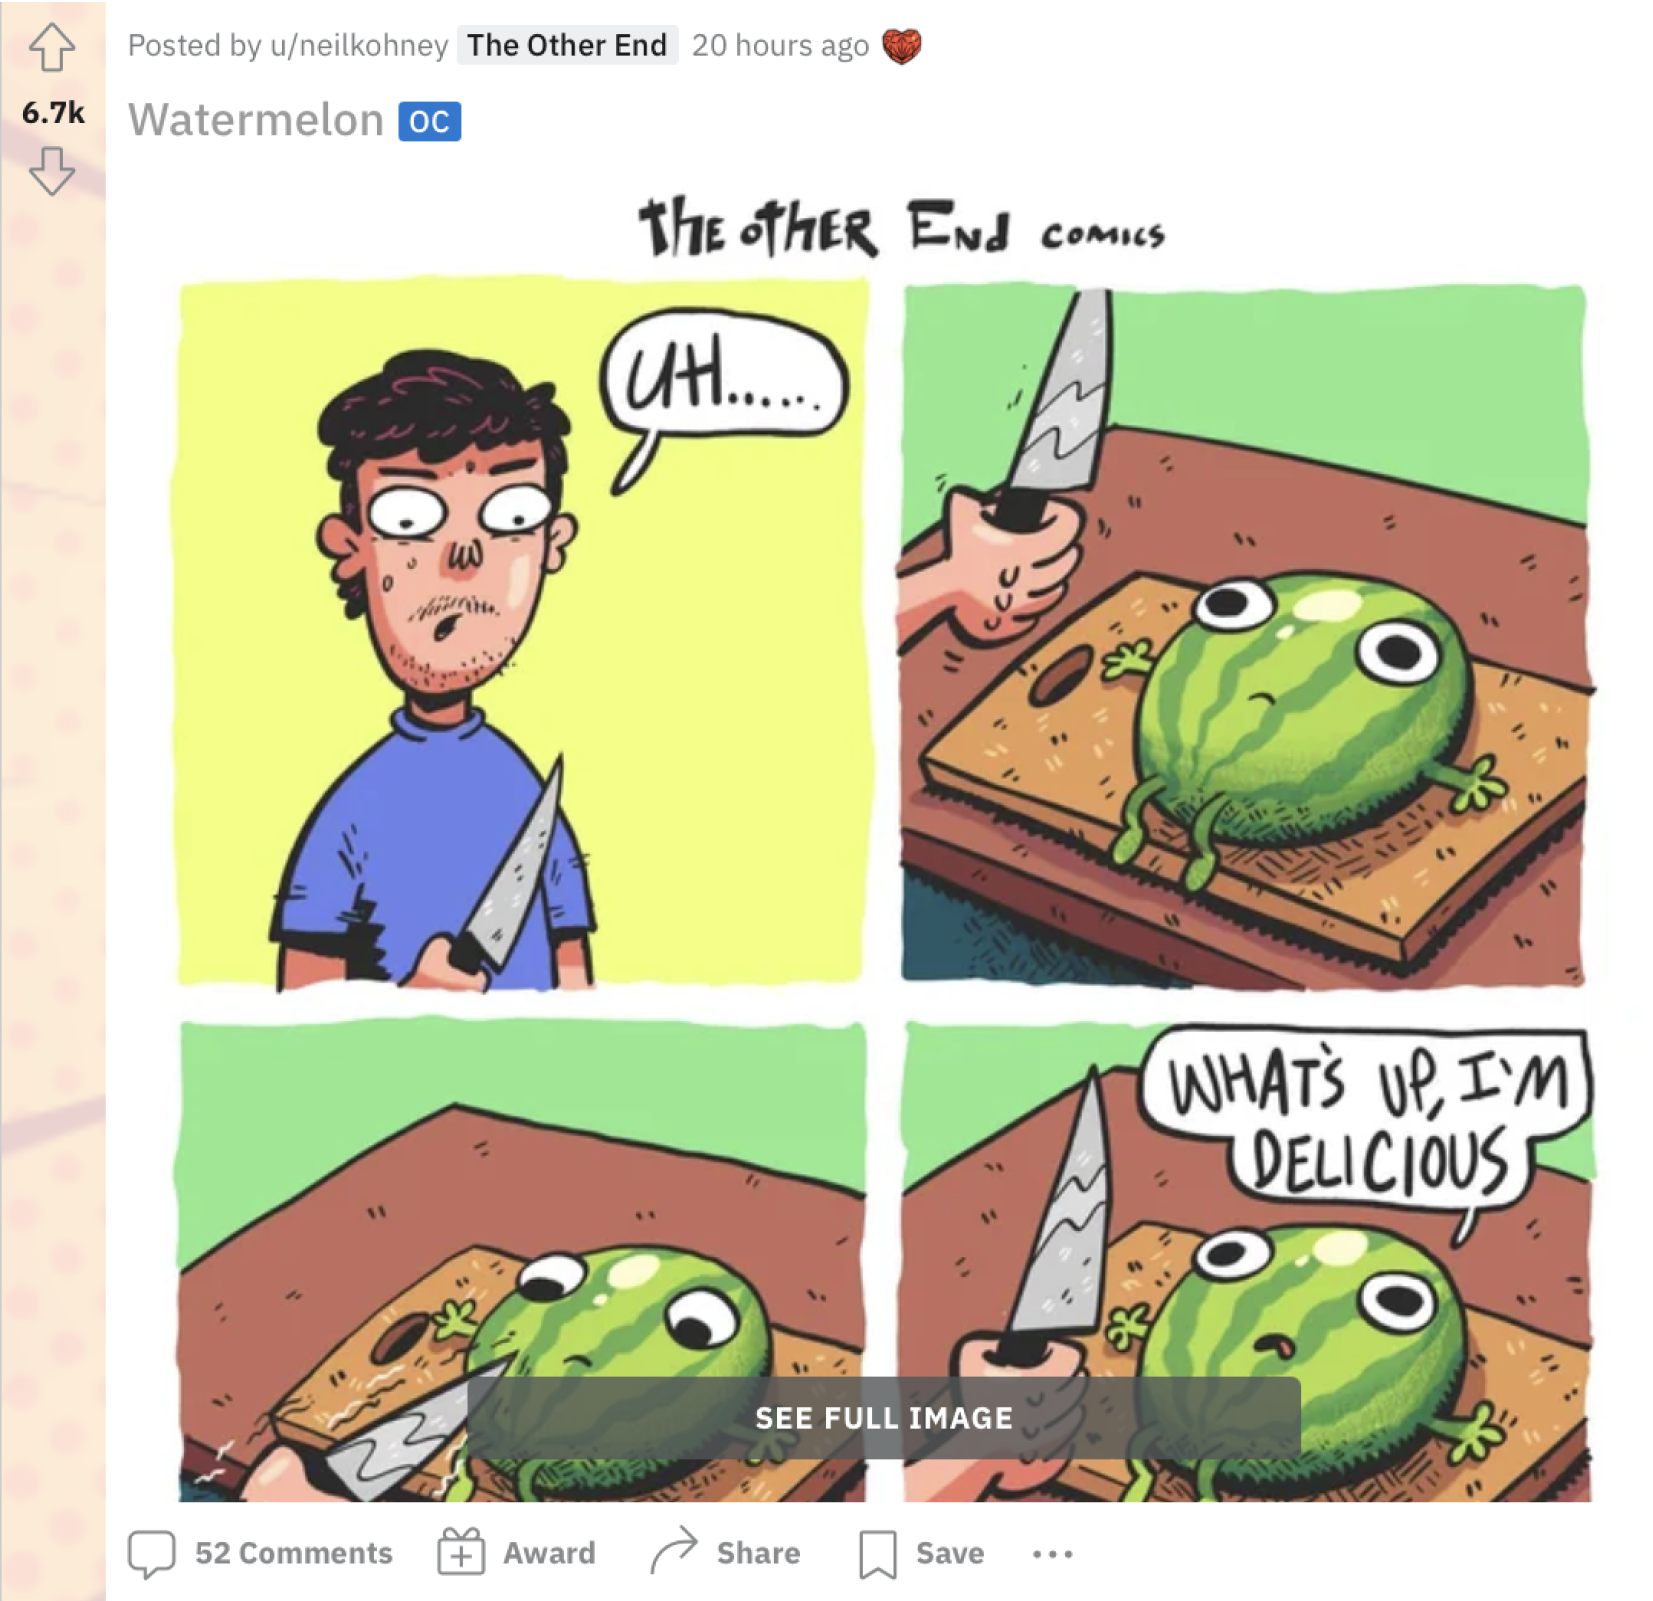 Posted by u/neilkohney The Other End 20 hours ago
6.7k
Watermelon OC
THE OTHER END COMICS
UH......
WHAT'S UP, I'M
DELICIOUS
SEE FULL IMAGE
52 Comments Award Share Save ...